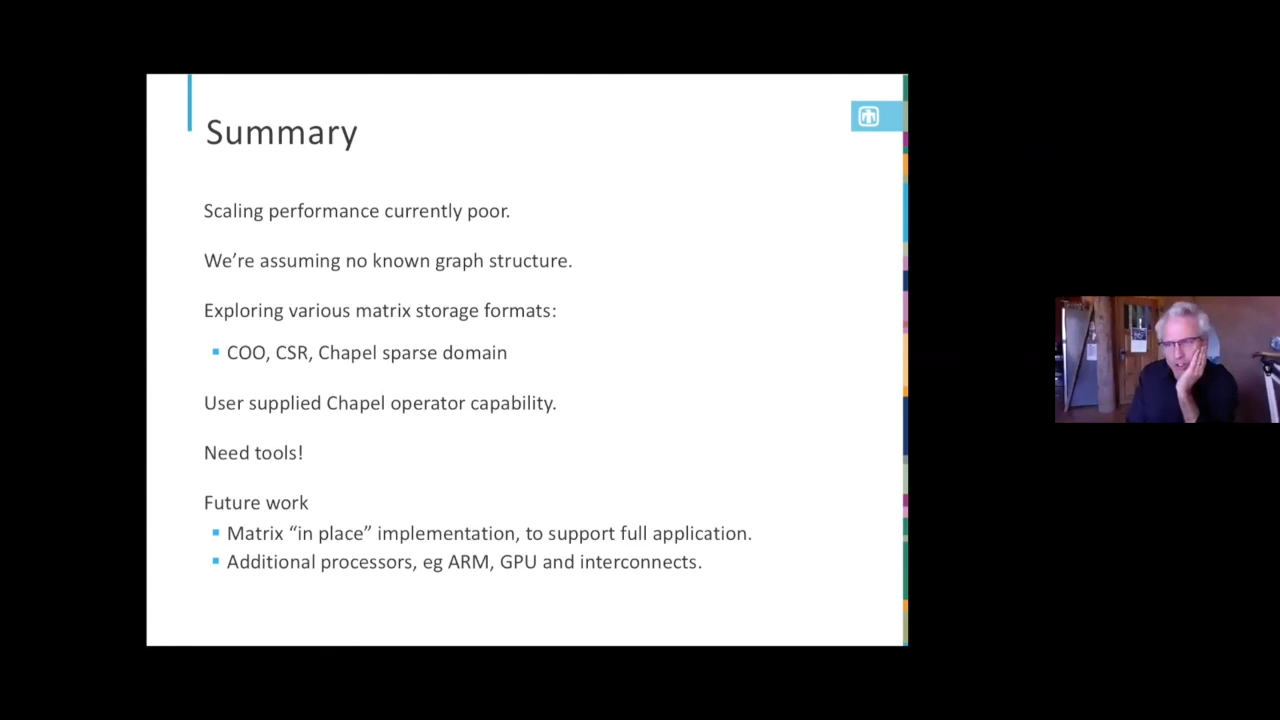 Summary
Scaling performance currently poor.
We’re assuming no known graph structure.
Exploring various matrix storage formats:
COO, CSR, Chapel sparse domain
User supplied Chapel operator capability.
Need tools!
Future work
Matrix “in place” implementation, to support full application.
Additional processors, eg ARM, GPU and interconnects.